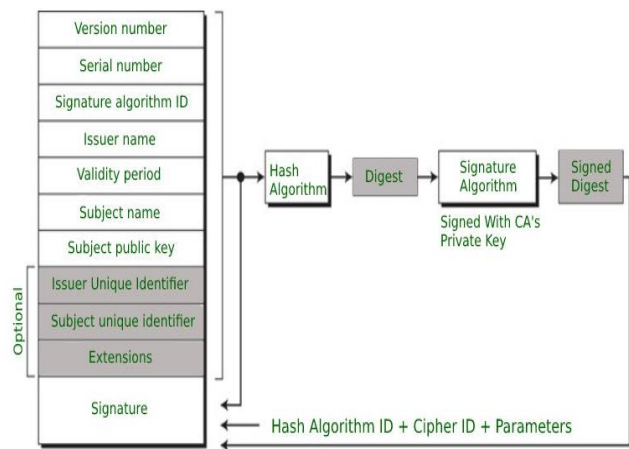 Version number
Serial number
Signature algorithm ID
Issuer name
Validity period
Subject name
Subject public key
Optional
Issuer Unique Identifier
Subject unique identifier
Extensions
Signature
Hash
Algorithm
Digest
Signature
Algorithm
Signed With CA's
Private Key
Signed
Digest
Hash Algorithm ID + Cipher ID + Parameters